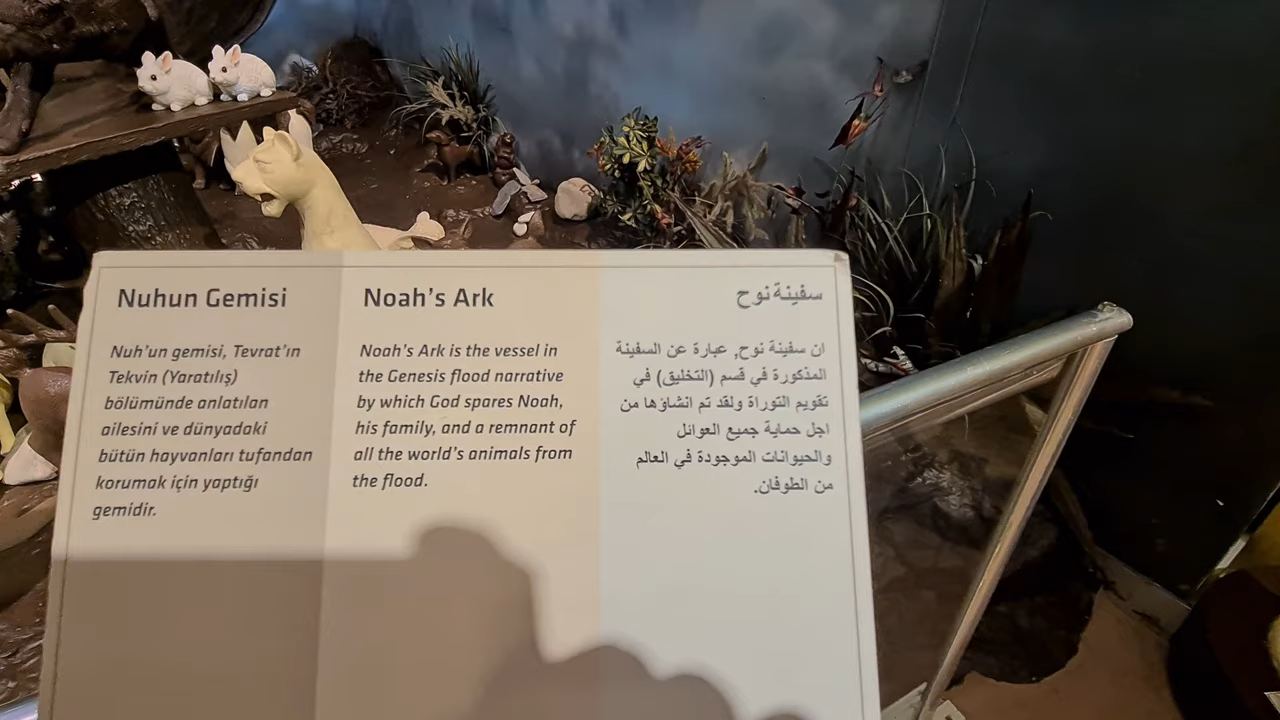 Nuhun Gemisi
Nuh'un gemisi, Tevrat'ın
Tekvin (Yaratılış)
bölümünde anlatılan
ailesini ve dünyadaki
bütün hayvanları tufandan
korumak için yaptığı
gemidir.
Noah's Ark
Noah's Ark is the vessel in
the Genesis flood narrative
by which God spares Noah,
his family, and a remnant of
all the world's animals from
the flood.
سفينة نوح
ان سفينة نوح, عبارة عن السفينة
المذكورة في قسم (التخليق) في
تقويم التوراة ولقد تم انشاؤها من
اجل حماية جميع العوائل
والحيوانات الموجودة في العالم
من الطوفان.